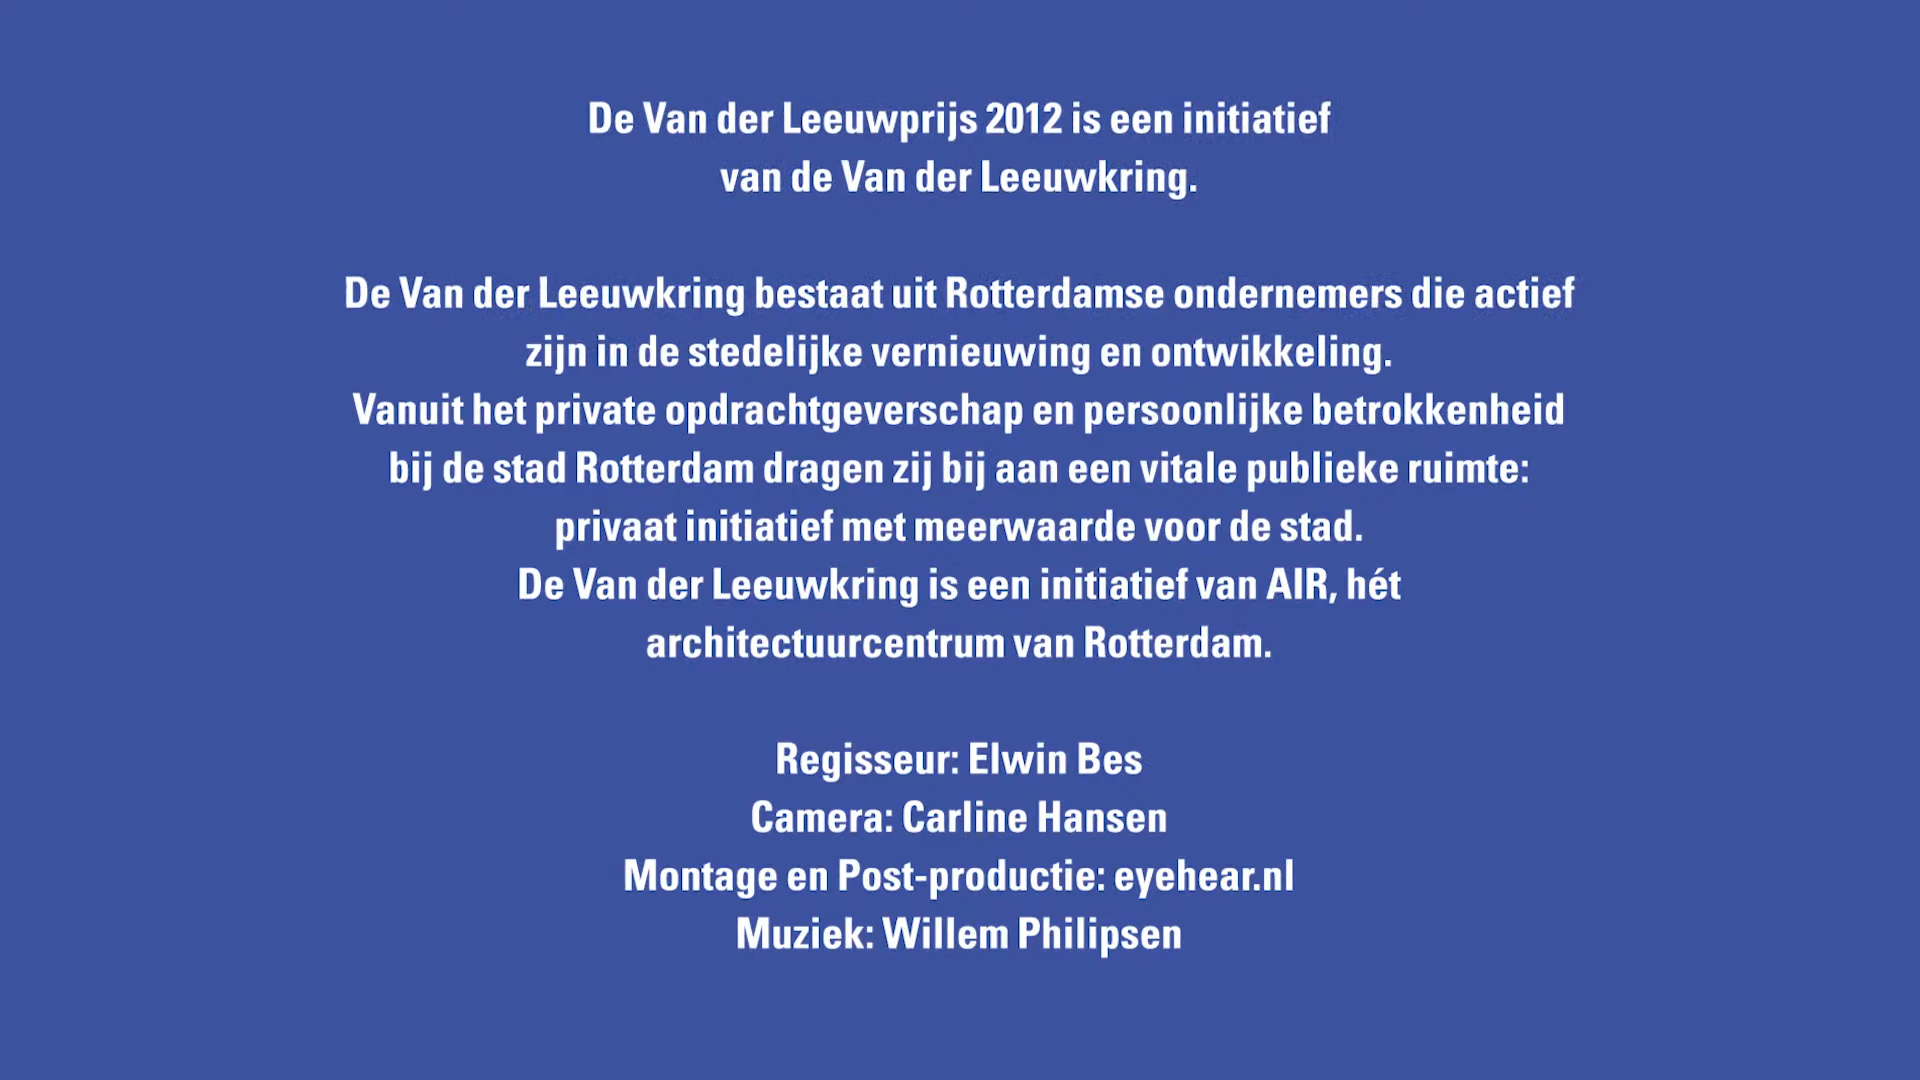 De Van der Leeuwprijs 2012 is een initiatief
van de Van der Leeuwkring.
De Van der Leeuwkring bestaat uit Rotterdamse ondernemers die actief
zijn in de stedelijke vernieuwing en ontwikkeling.
Vanuit het private opdrachtgeverschap en persoonlijke betrokkenheid
bij de stad Rotterdam dragen zij bij aan een vitale publieke ruimte:
privaat initiatief met meerwaarde voor de stad.
De Van der Leeuwkring is een initiatief van AIR, hét
architectuurcentrum van Rotterdam.
Regisseur: Elwin Bes
Camera: Carline Hansen
Montage en Post-productie: eyehear.nl
Muziek: Willem Philipsen